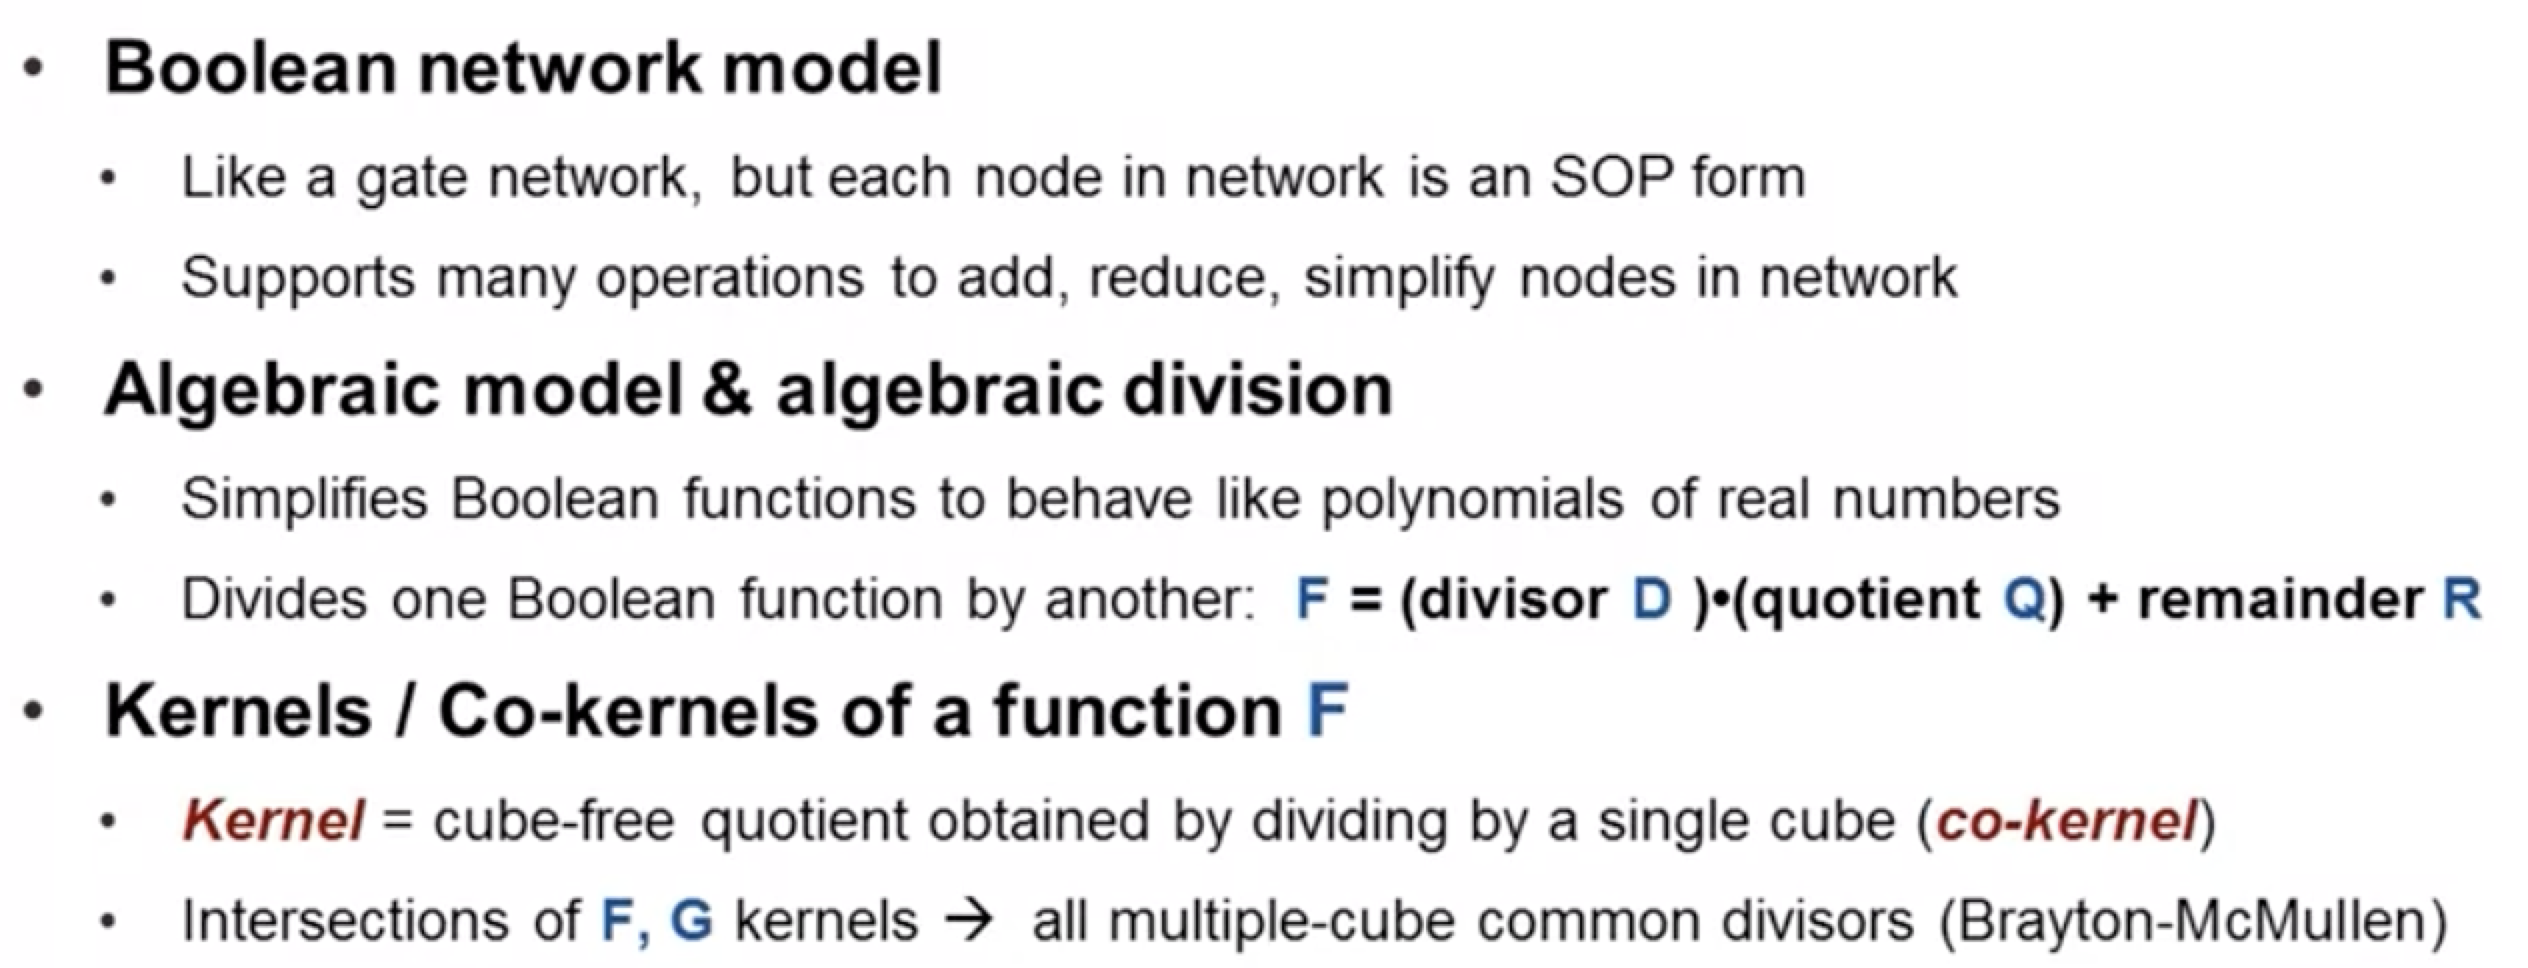 • Boolean network model
• Like a gate network, but each node in network is an SOP form
• Supports many operations to add, reduce, simplify nodes in network
• Algebraic model & algebraic division
• Simplifies Boolean functions to behave like polynomials of real numbers
• Divides one Boolean function by another: F = (divisor D )•(quotient Q) + remainder R
• Kernels / Co-kernels of a function F
• Kernel = cube-free quotient obtained by dividing by a single cube (co-kernel)
• Intersections of F, G kernels → all multiple-cube common divisors (Brayton-McMullen)